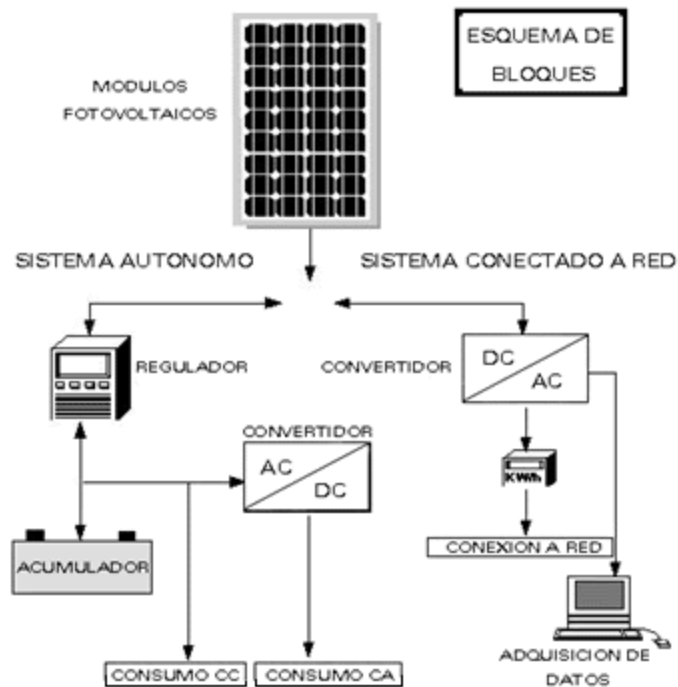 ESQUEMA DE
BLOQUES
MODULOS
FOTOVOLTAICOS
SISTEMA AUTONOMO
SISTEMA CONECTADO A RED
REGULADOR
CONVERTIDOR
DC
AC
CONVERTIDOR
AC
DC
KWh
ACUMULADOR
CONEXION A RED
ADQUISICION DE
DATOS
CONSUMO CC
CONSUMO CA